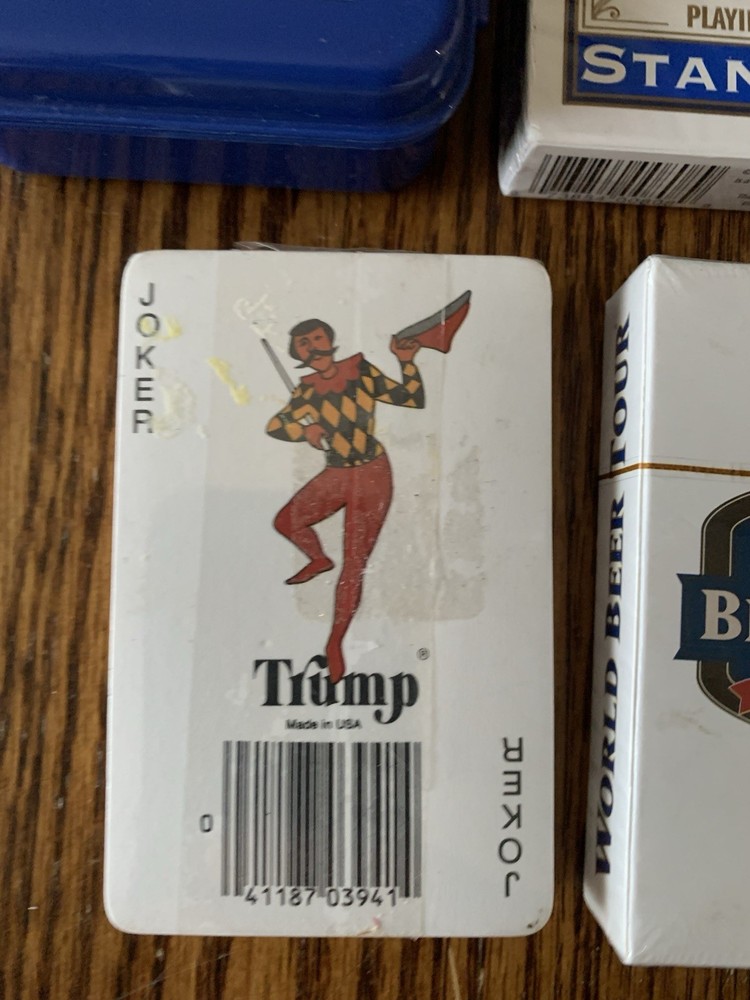 PLAYI
STAN
JOKER
Trump®
Made in USA
0
41187 03941
JOKER
WORLD BEER TOUR
B